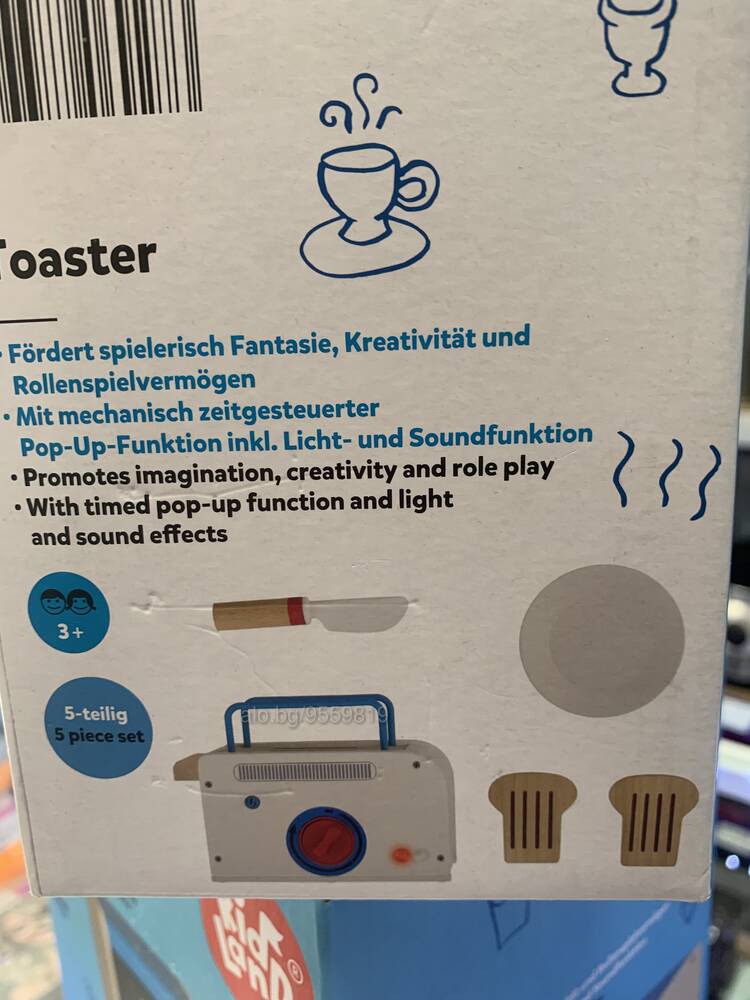 Toaster
· Fördert spielerisch Fantasie, Kreativität und
Rollenspielvermögen
· Mit mechanisch zeitgesteuerter
Pop-Up-Funktion inkl. Licht- und Soundfunktion
· Promotes imagination, creativity and role play
· With timed pop-up function and light
and sound effects
3+
5-teilig
5 piece set
alo.bg/9559819
kid
LanD®